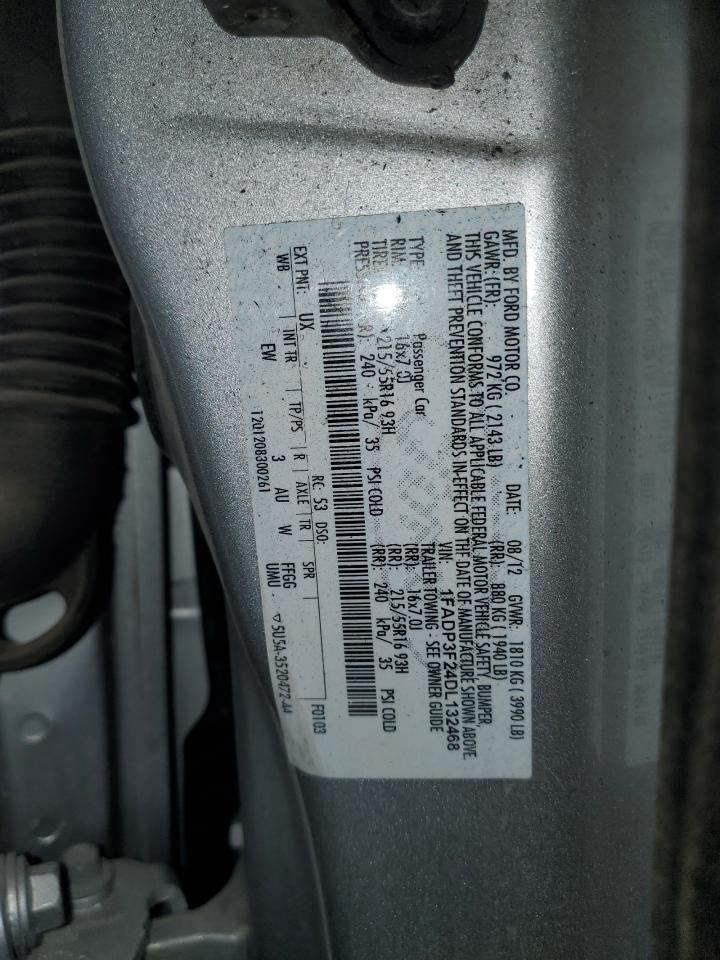 MFD. BY FORD MOTOR CO.
DATE: 08/12 GVWR: 1810 KG ( 3990 LB)
GAWR: (FR): 972 KG ( 2143 LB) (RR): 880 KG ( 1940 LB)
THIS VEHICLE CONFORMS TO ALL APPLICABLE FEDERAL MOTOR VEHICLE SAFETY, BUMPER,
AND THEFT PREVENTION STANDARDS IN EFFECT ON THE DATE OF MANUFACTURE SHOWN ABOVE.
VIN: 1FADP3F24DL132468
TYPE Passenger Car TRAILER TOWING - SEE OWNER GUIDE
RIM 16x7.0J (RR): 16x7.0J
TIRE 215/55R16 93H (RR): 215/55R16 93H
PRES R): 240 kPa/ 35 PSI COLD (RR): 240 kPa/ 35 PSI COLD
F0103
EXT PNT: UX RC: 53 DSO:
WB INT TR TP/PS R AXLE TR SPR
EW 3 AU W FFGG
UMU
1201208300261
5U5A-3520472-AA